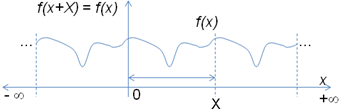 f(x+X) = f(x)
f(x)
... ...
x
- ∞ 0 X +∞